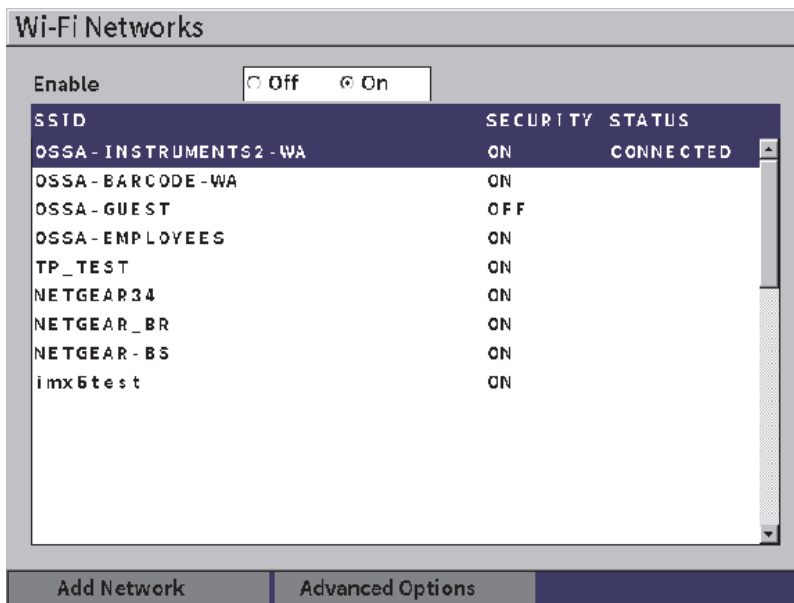 Wi-Fi Networks
Enable Off On
SSID SECURITY STATUS
OSSA-INSTRUMENTS2-WA ON CONNECTED
OSSA-BARCODE-WA ON
OSSA-GUEST OFF
OSSA-EMPLOYEES ON
TP_TEST ON
NETGEAR34 ON
NETGEAR_BR ON
NETGEAR-BS ON
imx6test ON
Add Network Advanced Options